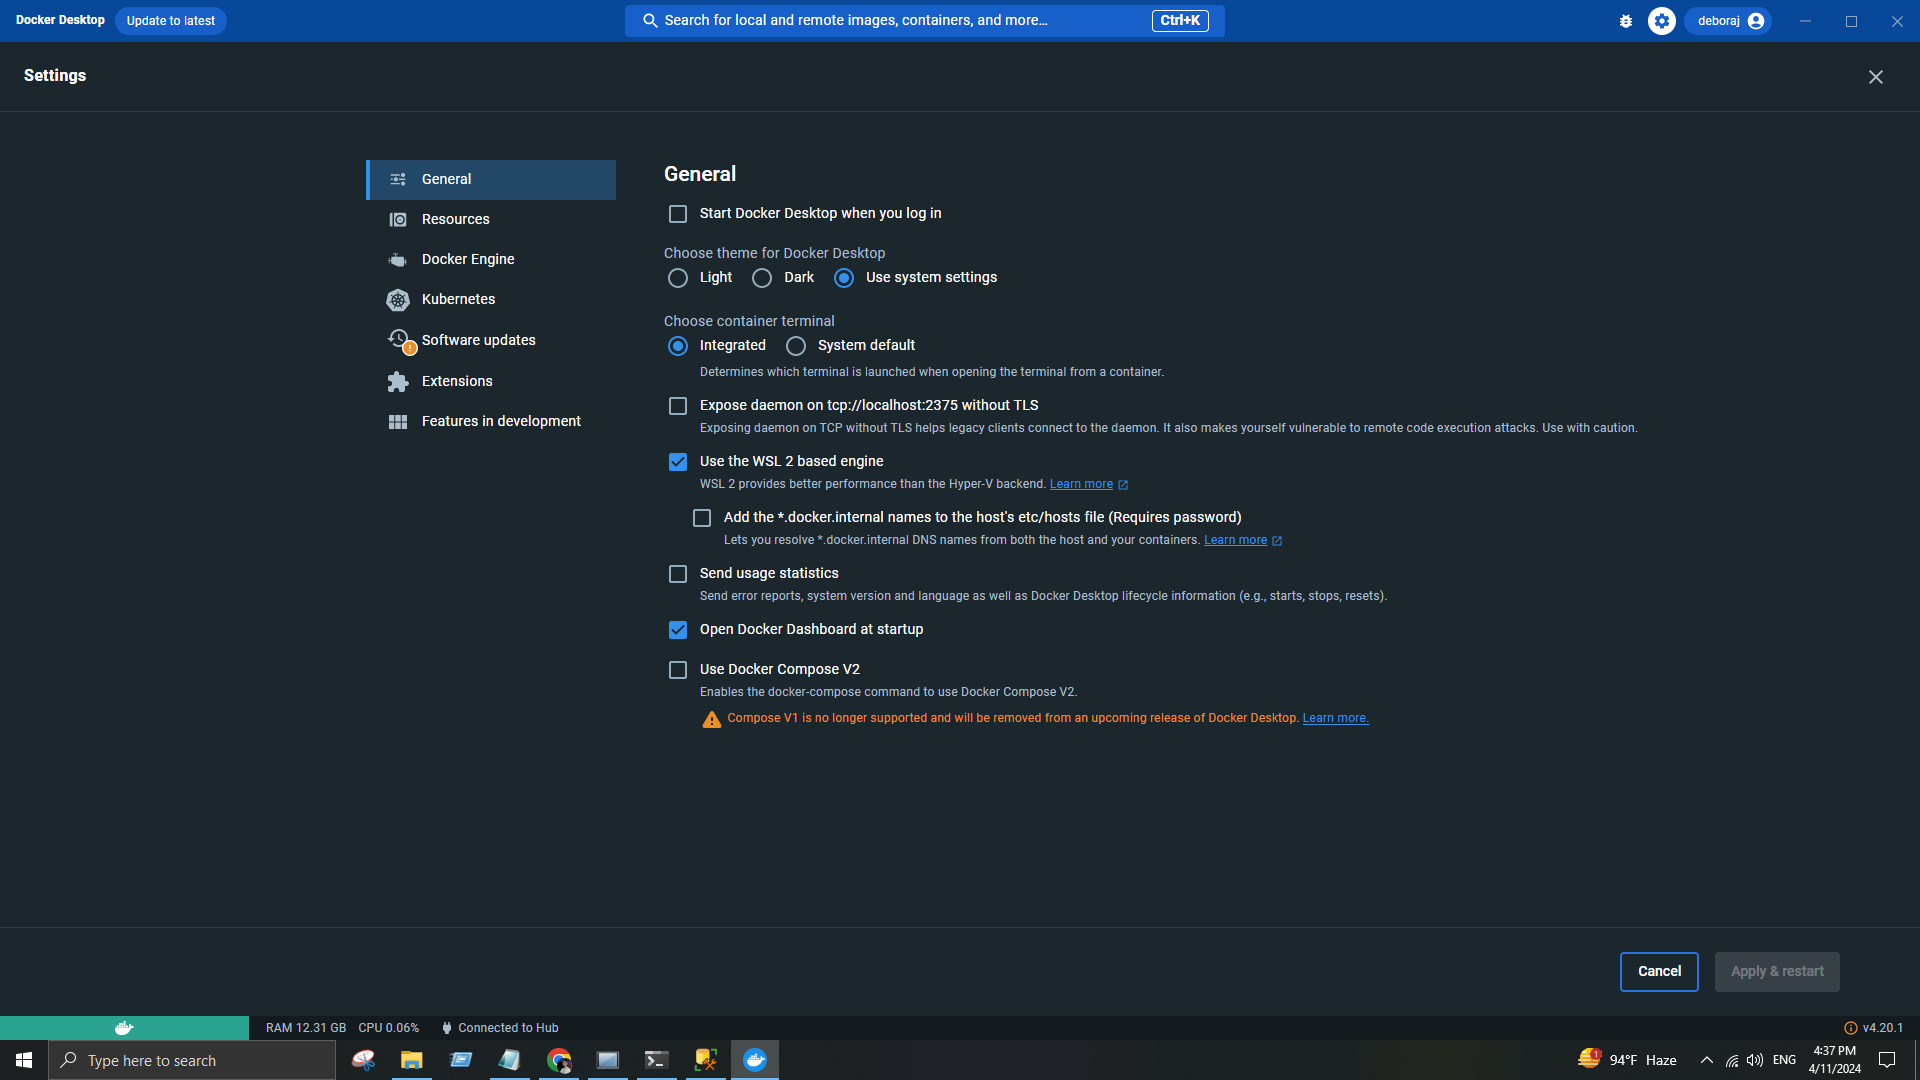 Docker Desktop
Update to latest
Search for local and remote images, containers, and more...
Ctrl+K
deboraj
Settings
General
Resources
Docker Engine
Kubernetes
Software updates
Extensions
Features in development
General
Start Docker Desktop when you log in
Choose theme for Docker Desktop
Light
Dark
Use system settings
Choose container terminal
Integrated
System default
Determines which terminal is launched when opening the terminal from a container.
Expose daemon on tcp://localhost:2375 without TLS
Exposing daemon on TCP without TLS helps legacy clients connect to the daemon. It also makes yourself vulnerable to remote code execution attacks. Use with caution.
Use the WSL 2 based engine
WSL 2 provides better performance than the Hyper-V backend. Learn more
Add the *.docker.internal names to the host's etc/hosts file (Requires password)
Lets you resolve *.docker.internal DNS names from both the host and your containers. Learn more
Send usage statistics
Send error reports, system version and language as well as Docker Desktop lifecycle information (e.g., starts, stops, resets).
Open Docker Dashboard at startup
Use Docker Compose V2
Enables the docker-compose command to use Docker Compose V2.
Compose V1 is no longer supported and will be removed from an upcoming release of Docker Desktop. Learn more.
Cancel
Apply & restart
RAM 12.31 GB CPU 0.06% Connected to Hub
v4.20.1
Type here to search
1
94°F Haze
ENG
4:37 PM
4/11/2024